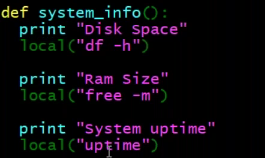 def system_info():
  print "Disk Space"
  local("df -h")
  print "Ram Size"
  local("free -m")
  print "System uptime"
  local("uptime")